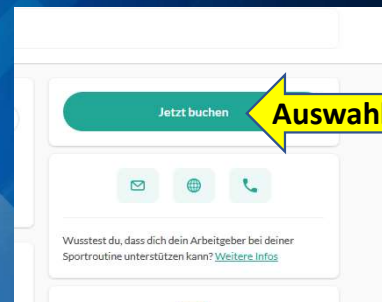 Jetzt buchen
Auswahl
Wusstest du, dass dich dein Arbeitgeber bei deiner
Sportroutine unterstützen kann? Weitere Infos